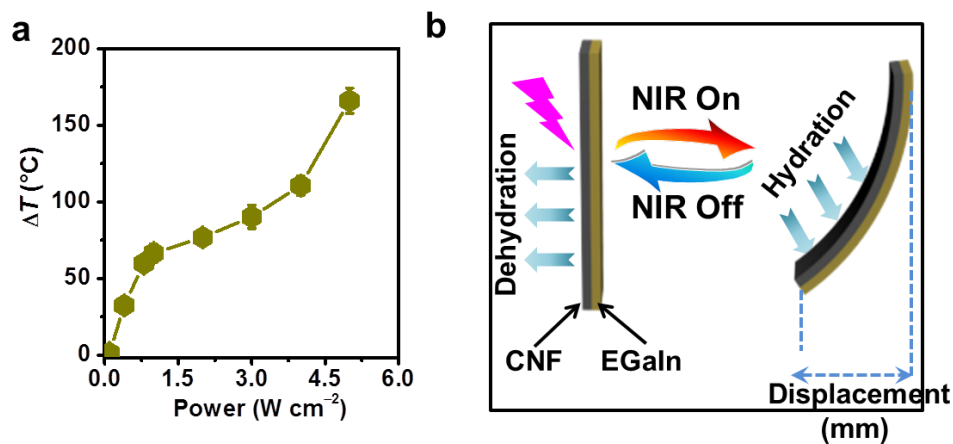 a
200
150
100
50
0
ΔT (°C)
0.0 1.5 3.0 4.5 6.0
Power (W cm⁻²)
b
NIR On
NIR Off
Dehydration
Hydration
CNF
EGaIn
Displacement
(mm)